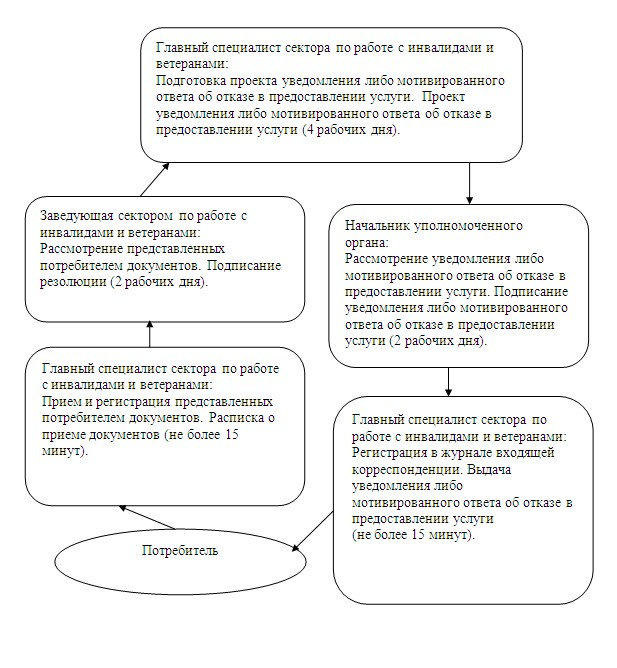 Главный специалист сектора по работе с инвалидами и
ветеранами:
Подготовка проекта уведомления либо мотивированного
ответа об отказе в предоставлении услуги. Проект
уведомления либо мотивированного ответа об отказе в
предоставлении услуги (4 рабочих дня).
Заведующая сектором по работе с
инвалидами и ветеранами:
Рассмотрение представленных
потребителем документов. Подписание
резолюции (2 рабочих дня).
Начальник уполномоченного
органа:
Рассмотрение уведомления либо
мотивированного ответа об отказе в
предоставлении услуги. Подписание
уведомления либо мотивированного
ответа об отказе в предоставлении
услуги (2 рабочих дня).
Главный специалист сектора по работе
с инвалидами и ветеранами:
Прием и регистрация представленных
потребителем документов. Расписка о
приеме документов (не более 15
минут).
Главный специалист сектора по
работе с инвалидами и ветеранами:
Регистрация в журнале входящей
корреспонденции. Выдача
уведомления либо
мотивированного ответа об отказе в
предоставлении услуги
(не более 15 минут).
Потребитель